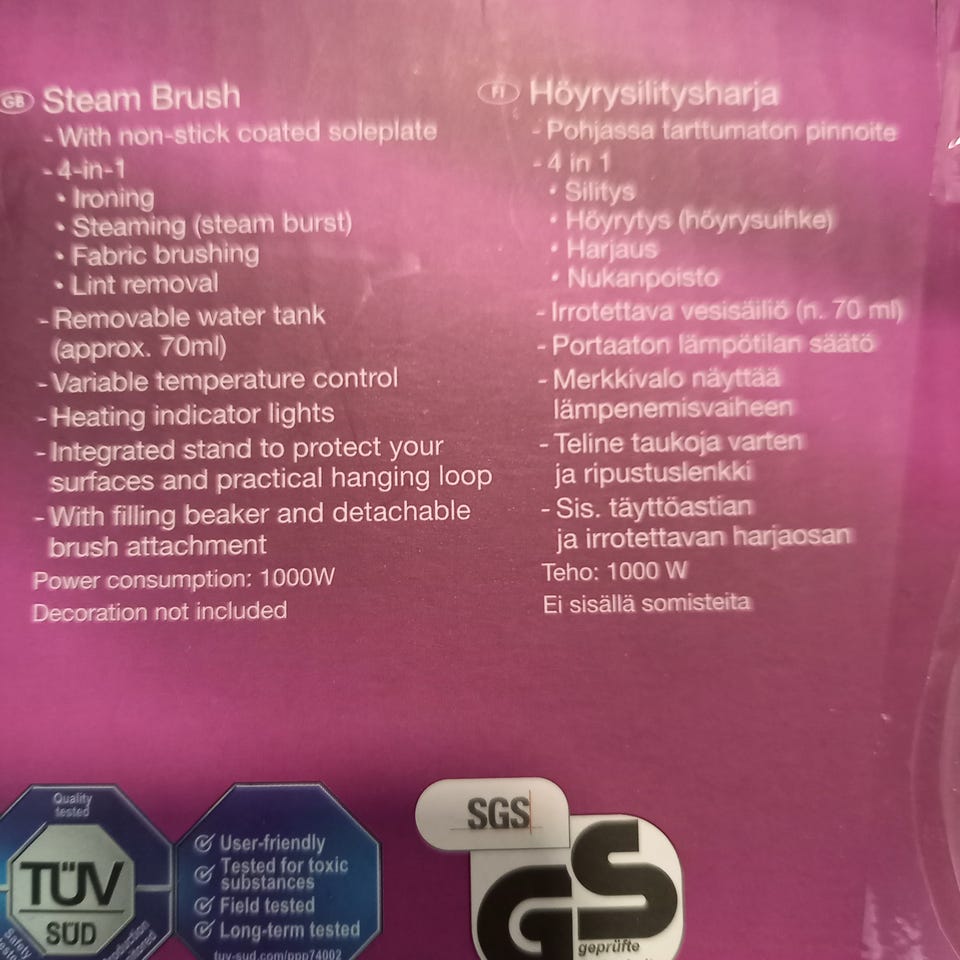 GB Steam Brush
- With non-stick coated soleplate
- 4-in-1
• Ironing
• Steaming (steam burst)
• Fabric brushing
• Lint removal
- Removable water tank
(approx. 70ml)
- Variable temperature control
- Heating indicator lights
- Integrated stand to protect your
surfaces and practical hanging loop
- With filling beaker and detachable
brush attachment
Power consumption: 1000W
Decoration not included
FI Höyrysilitysharja
- Pohjassa tarttumaton pinnoite
- 4 in 1
• Silitys
• Höyrytys (höyrysuihke)
• Harjaus
• Nukanpoisto
- Irrotettava vesisäiliö (n. 70 ml)
- Portaaton lämpötilan säätö
- Merkkivalo näyttää
lämpenemisvaiheen
- Teline taukoja varten
ja ripustuslenkki
- Sis. täyttöastian
ja irrotettavan harjaosan
Teho: 1000 W
Ei sisällä somisteita
Quality
tested
TÜV
SÜD
Safety
User-friendly
Tested for toxic
substances
Field tested
Long-term tested
tuv-sud.com/ppp74002
SGS
GS
geprüfte